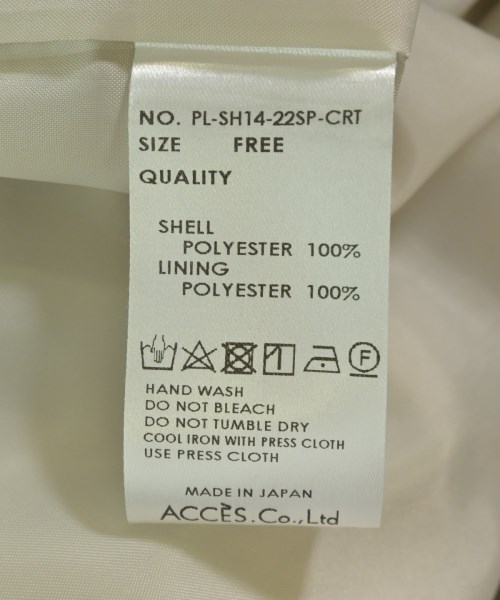 NO. PL-SH14-22SP-CRT
SIZE FREE
QUALITY
SHELL
POLYESTER 100%
LINING
POLYESTER 100%
F
HAND WASH
DO NOT BLEACH
DO NOT TUMBLE DRY
COOL IRON WITH PRESS CLOTH
USE PRESS CLOTH
MADE IN JAPAN
ACCÈS.Co.,Ltd